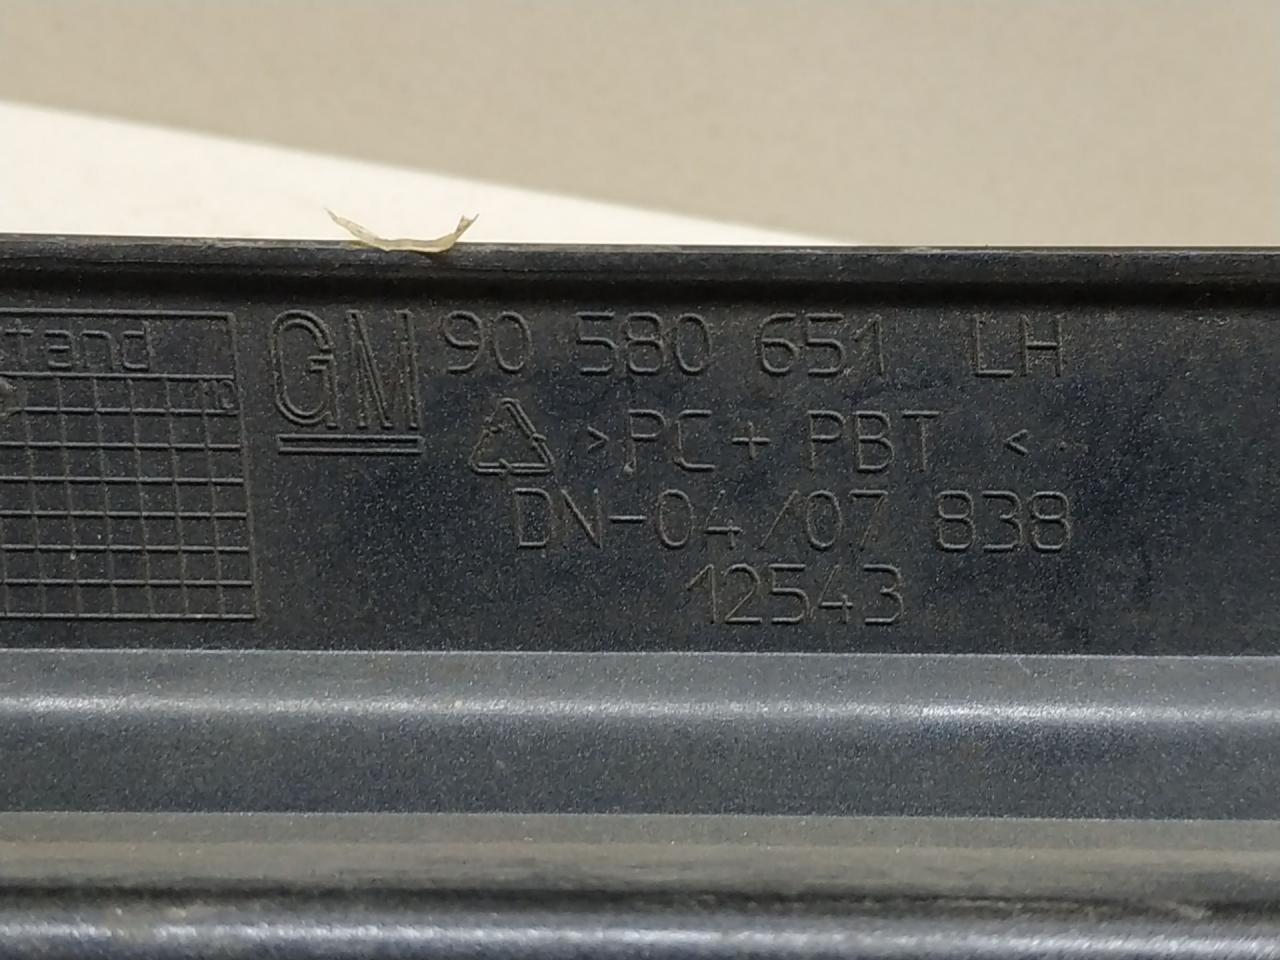 stand
GM 90 580 651 LH
>PC + PBT <
DN-04/07 838
12543